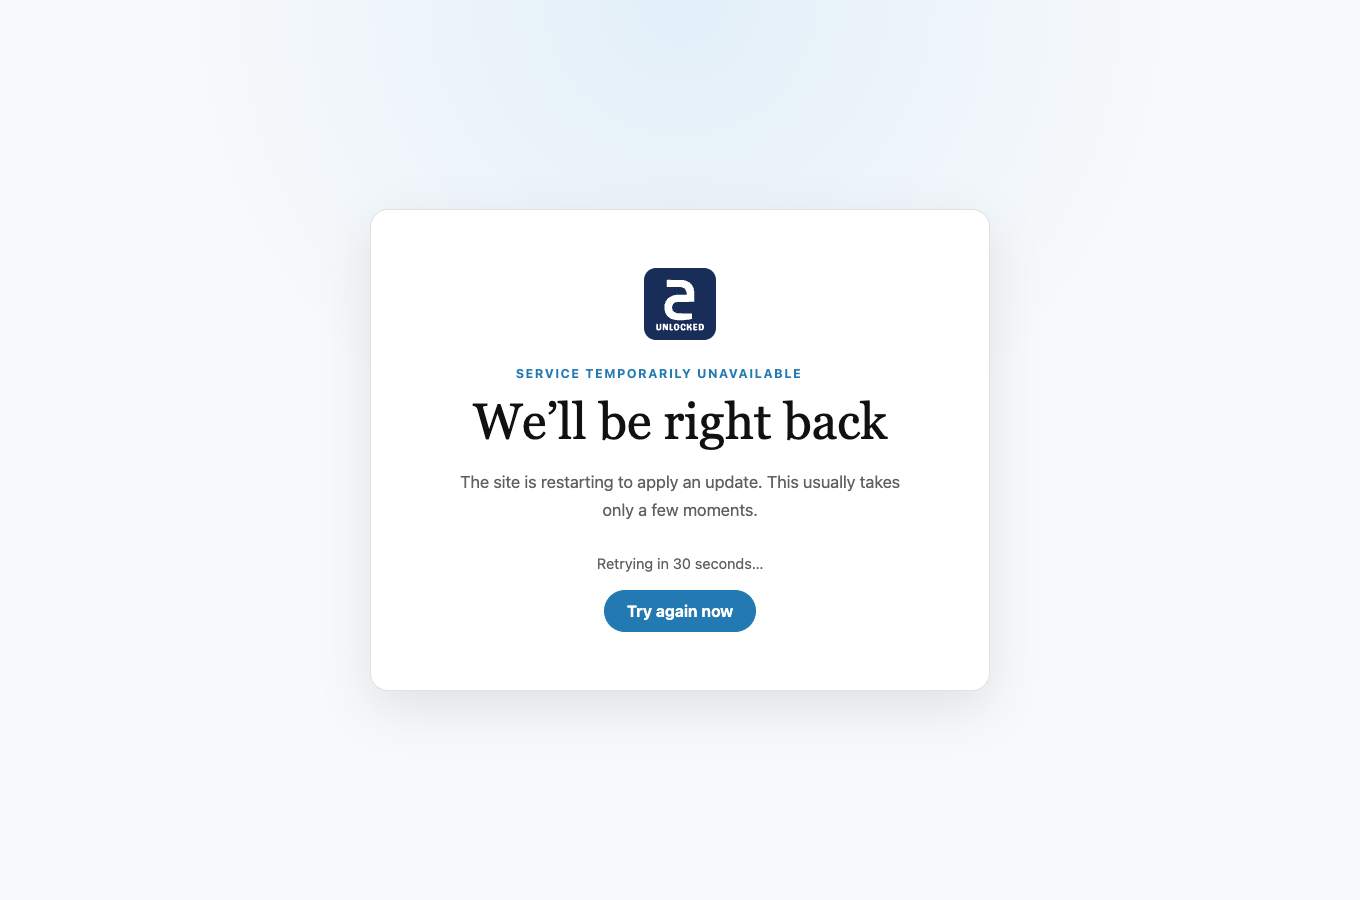 UNLOCKED
SERVICE TEMPORARILY UNAVAILABLE
We’ll be right back
The site is restarting to apply an update. This usually takes
only a few moments.
Retrying in 30 seconds…
Try again now